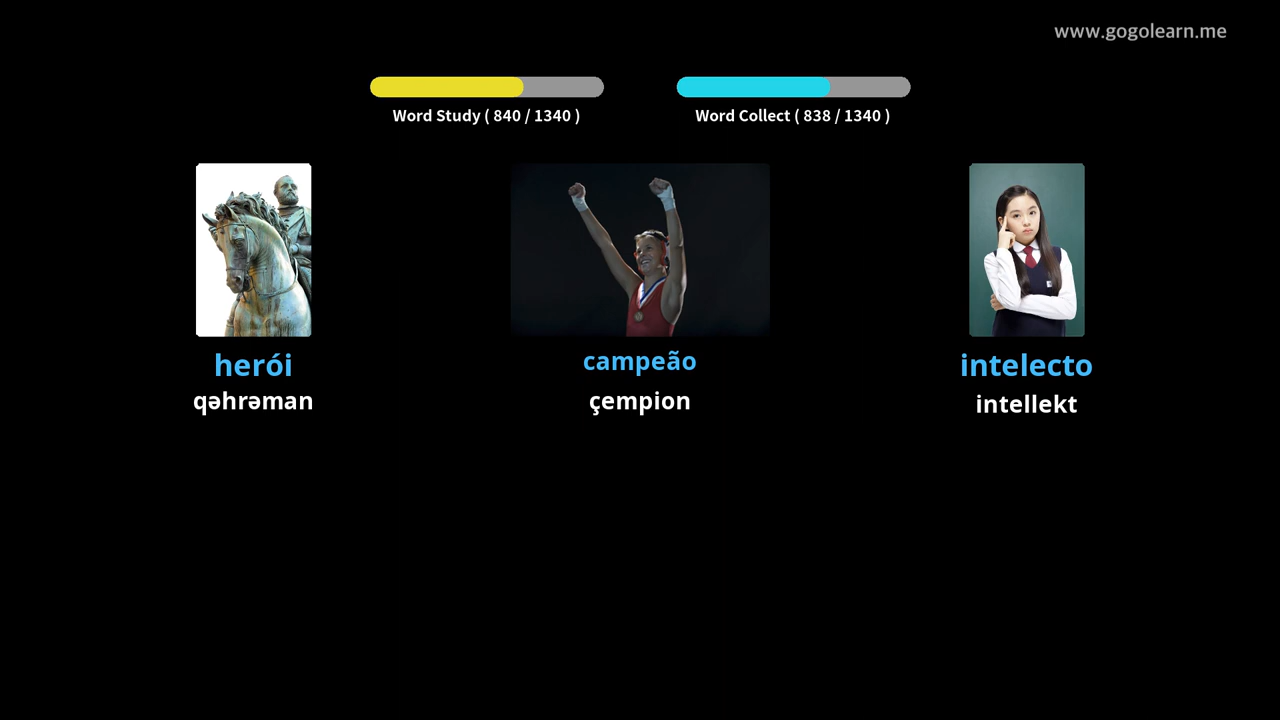 www.gogolearn.me
Word Study ( 840 / 1340 )
Word Collect ( 838 / 1340 )
herói
campeão
intelecto
qəhrəman
çempion
intellekt